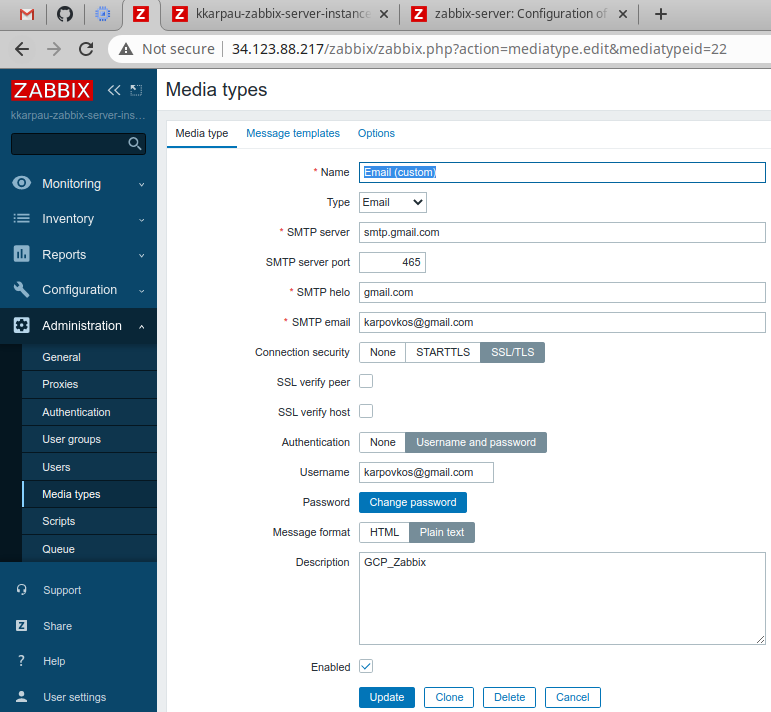 kkarpau-zabbix-server-instance
zabbix-server: Configuration of
Not secure 34.123.88.217/zabbix/zabbix.php?action=mediatype.edit&mediatypeid=22
ZABBIX
kkarpau-zabbix-server-ins...
Monitoring
Inventory
Reports
Configuration
Administration
General
Proxies
Authentication
User groups
Users
Media types
Scripts
Queue
Support
Share
Help
User settings
Media types
Media type Message templates Options
* Name Email (custom)
Type Email
* SMTP server smtp.gmail.com
SMTP server port 465
* SMTP helo gmail.com
* SMTP email karpovkos@gmail.com
Connection security None STARTTLS SSL/TLS
SSL verify peer
SSL verify host
Authentication None Username and password
Username karpovkos@gmail.com
Password Change password
Message format HTML Plain text
Description GCP_Zabbix
Enabled
Update Clone Delete Cancel